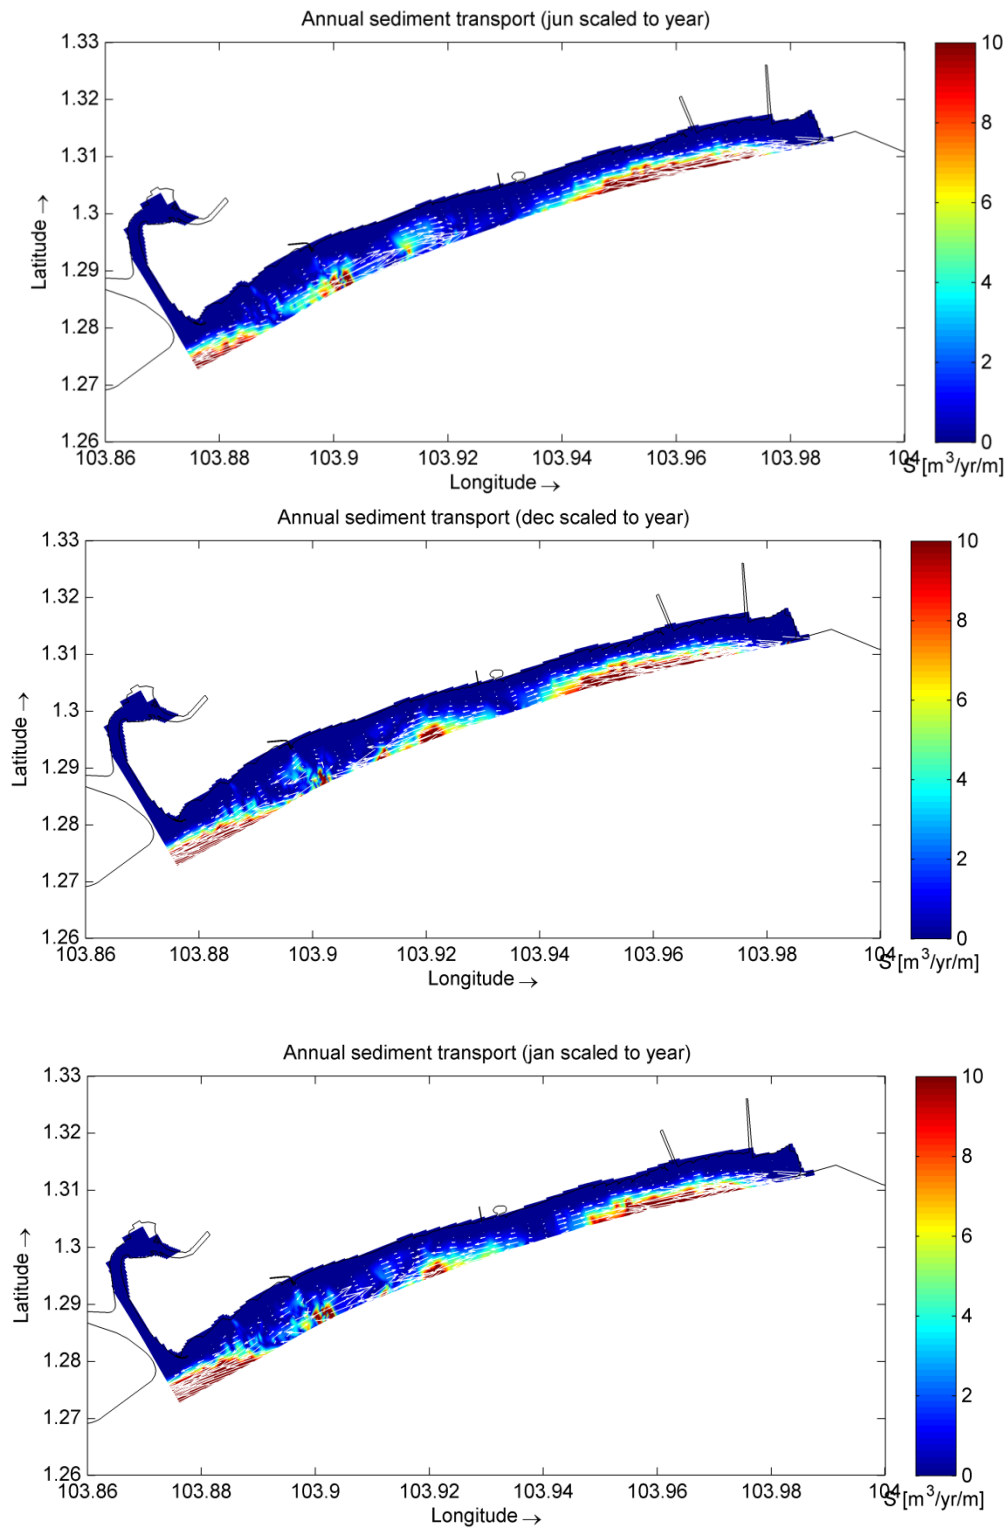 Annual sediment transport (jun scaled to year)
1.33
1.32
1.31
1.3
1.29
1.28
1.27
1.26
Latitude →
103.86 103.88 103.9 103.92 103.94 103.96 103.98 104
Longitude →
10
8
6
4
2
0
S [m³/yr/m]
Annual sediment transport (dec scaled to year)
1.33
1.32
1.31
1.3
1.29
1.28
1.27
1.26
Latitude →
103.86 103.88 103.9 103.92 103.94 103.96 103.98 104
Longitude →
10
8
6
4
2
0
S [m³/yr/m]
Annual sediment transport (jan scaled to year)
1.33
1.32
1.31
1.3
1.29
1.28
1.27
1.26
Latitude →
103.86 103.88 103.9 103.92 103.94 103.96 103.98 104
Longitude →
10
8
6
4
2
0
S [m³/yr/m]